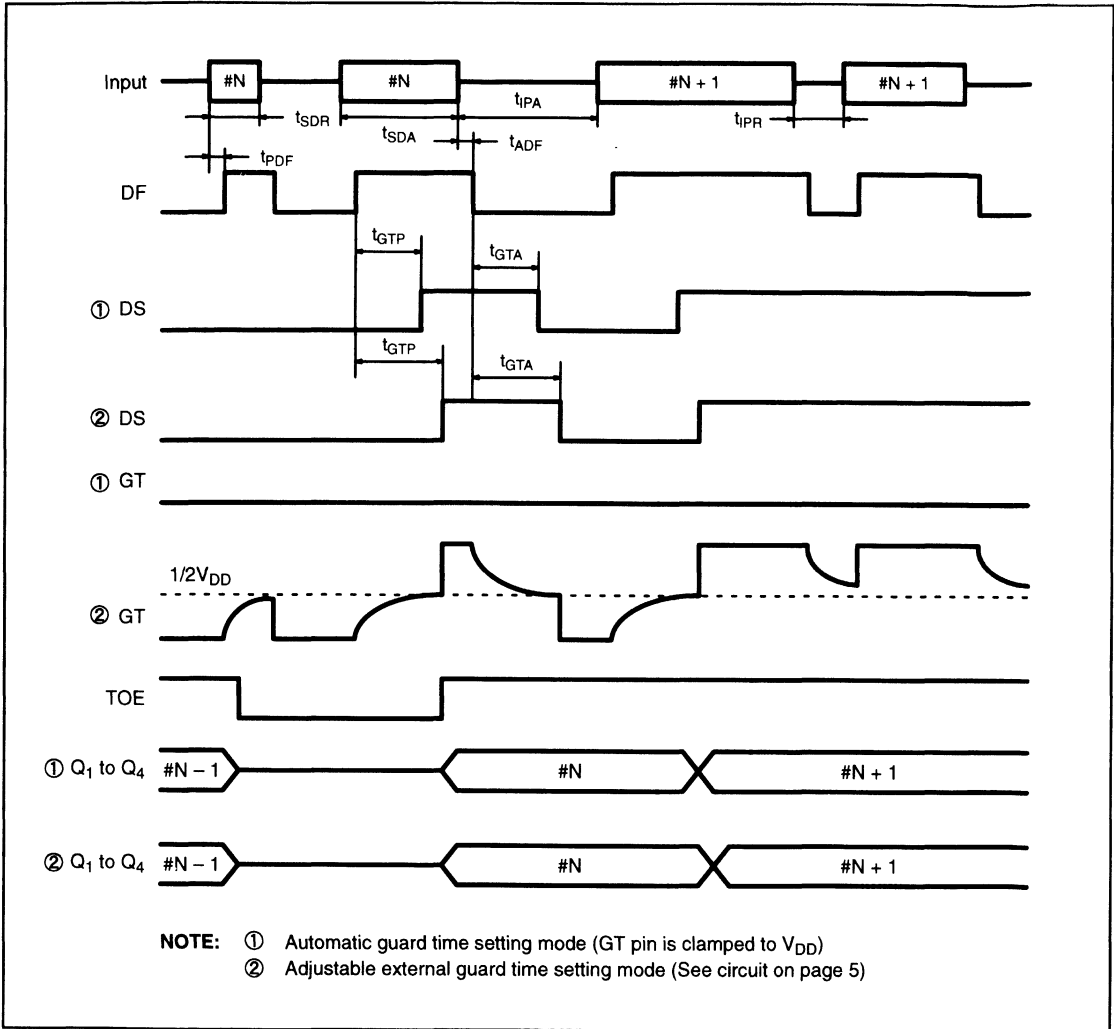 Input #N #N #N + 1 #N + 1
tSDR tIPA tIPR
tSDA tADF
tPDF
DF
tGTP tGTA
① DS
tGTP tGTA
② DS
① GT
1/2VDD
② GT
TOE
① Q1 to Q4 #N – 1 #N #N + 1
② Q1 to Q4 #N – 1 #N #N + 1
NOTE: ① Automatic guard time setting mode (GT pin is clamped to VDD)
② Adjustable external guard time setting mode (See circuit on page 5)